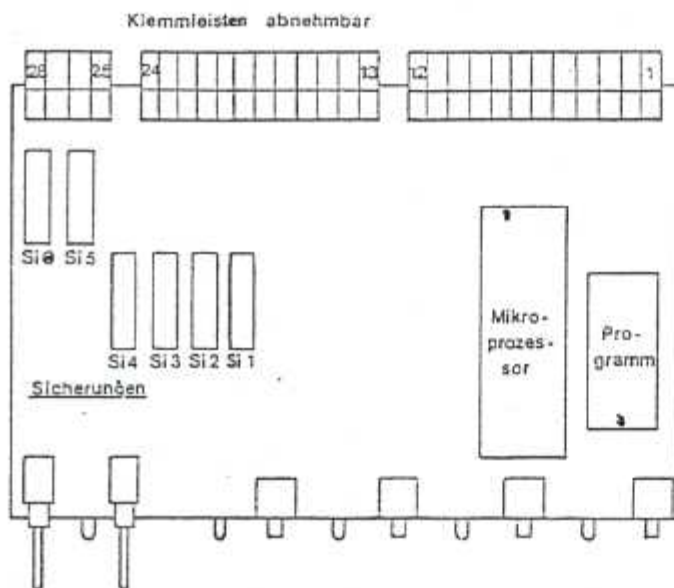 Klemmleisten abnehmbar
28 25 24 13 12 1
Si6 Si5
Si4 Si3 Si2 Si1
Sicherungen
Mikro-
prozes-
sor
Pro-
gramm